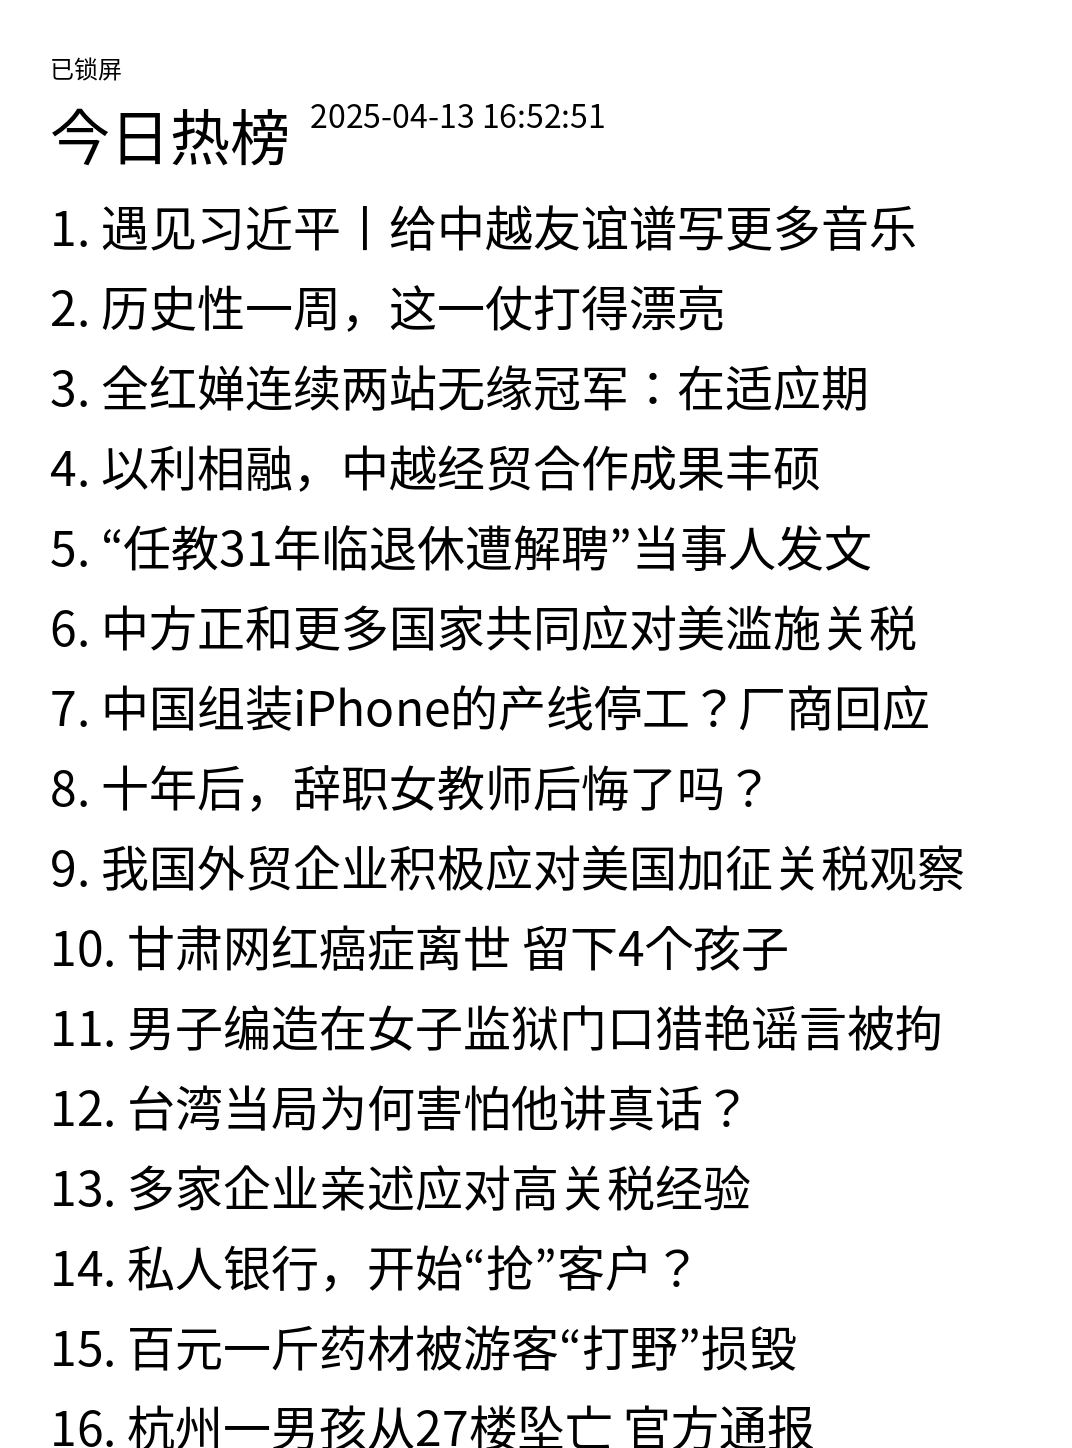 已锁屏
今日热榜 2025-04-13 16:52:51
1. 遇见习近平丨给中越友谊谱写更多音乐
2. 历史性一周，这一仗打得漂亮
3. 全红婵连续两站无缘冠军：在适应期
4. 以利相融，中越经贸合作成果丰硕
5. “任教31年临退休遭解聘”当事人发文
6. 中方正和更多国家共同应对美滥施关税
7. 中国组装iPhone的产线停工？厂商回应
8. 十年后，辞职女教师后悔了吗？
9. 我国外贸企业积极应对美国加征关税观察
10. 甘肃网红癌症离世 留下4个孩子
11. 男子编造在女子监狱门口猎艳谣言被拘
12. 台湾当局为何害怕他讲真话？
13. 多家企业亲述应对高关税经验
14. 私人银行，开始“抢”客户？
15. 百元一斤药材被游客“打野”损毁
16. 杭州一男孩从27楼坠亡 官方通报